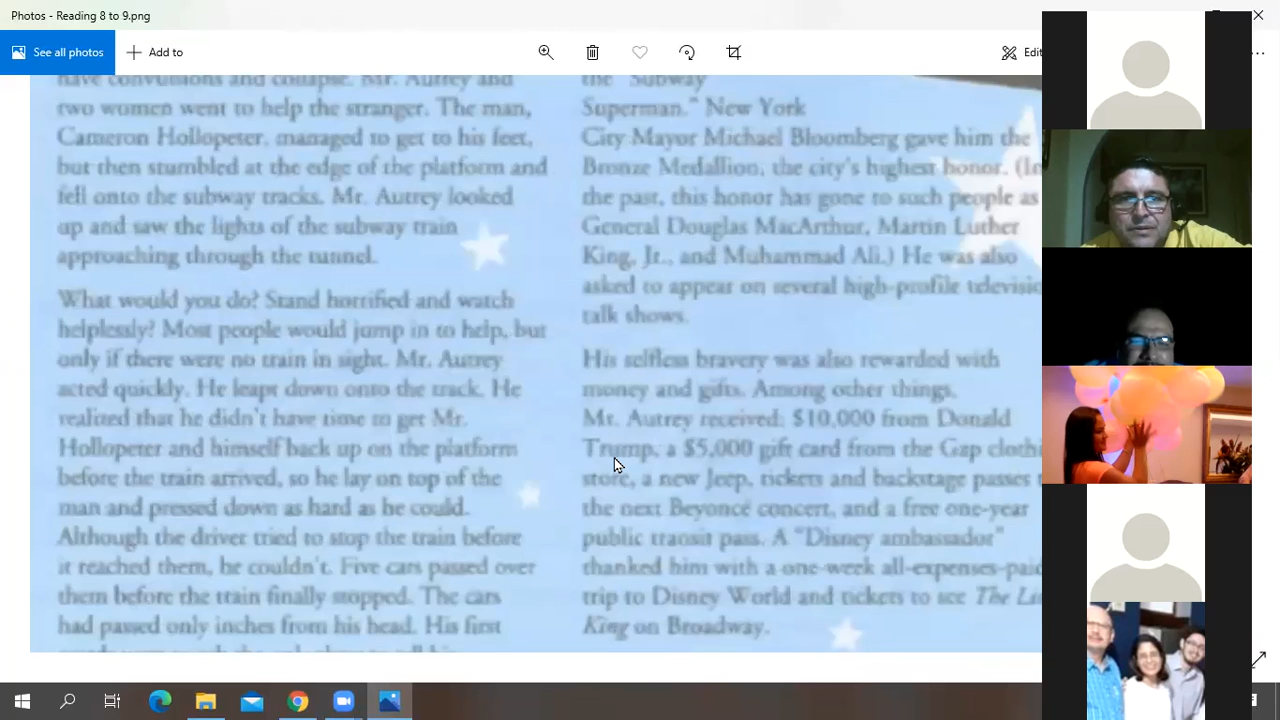 Photos - Reading 8 to 9.png
See all photos
Add to
Edit
have convulsions and collapse. Mr. Autrey and
two women went to help the stranger. The man,
Cameron Hollopeter, managed to get to his feet,
but then stumbled at the edge of the platform and
fell onto the subway tracks. Mr. Autrey looked
up and saw the lights of the subway train
approaching through the tunnel.
What would you do? Stand horrified and watch
helplessly? Most people would jump in to help, but
only if there were no train in sight. Mr. Autrey
acted quickly. He leapt down onto the track. He
realized that he didn't have time to get Mr.
Hollopeter and himself back up on the platform
before the train arrived, so he lay on top of the
man and pressed down as hard as he could.
Although the driver tried to stop the train before
it reached them, he couldn't. Five cars passed over
them before the train finally stopped. The cars
had passed only inches from his head. His first
the "Subway
Superman." New York
City Mayor Michael Bloomberg gave him the
Bronze Medallion, the city's highest honor. (In
the past, this honor has gone to such people as
General Douglas MacArthur, Martin Luther
King, Jr., and Muhammad Ali.) He was also
asked to appear on several high-profile televisio
talk shows.
His selfless bravery was also rewarded with
money and gifts. Among other things,
Mr. Autrey received: $10,000 from Donald
Trump, a $5,000 gift card from the Gap clothi
store, a new Jeep, tickets and backstage passes t
the next Beyoncé concert, and a free one-year
public transit pass. A "Disney ambassador"
thanked him with a one-week all-expenses-paid
trip to Disney World and tickets to see The Li
King on Broadway.